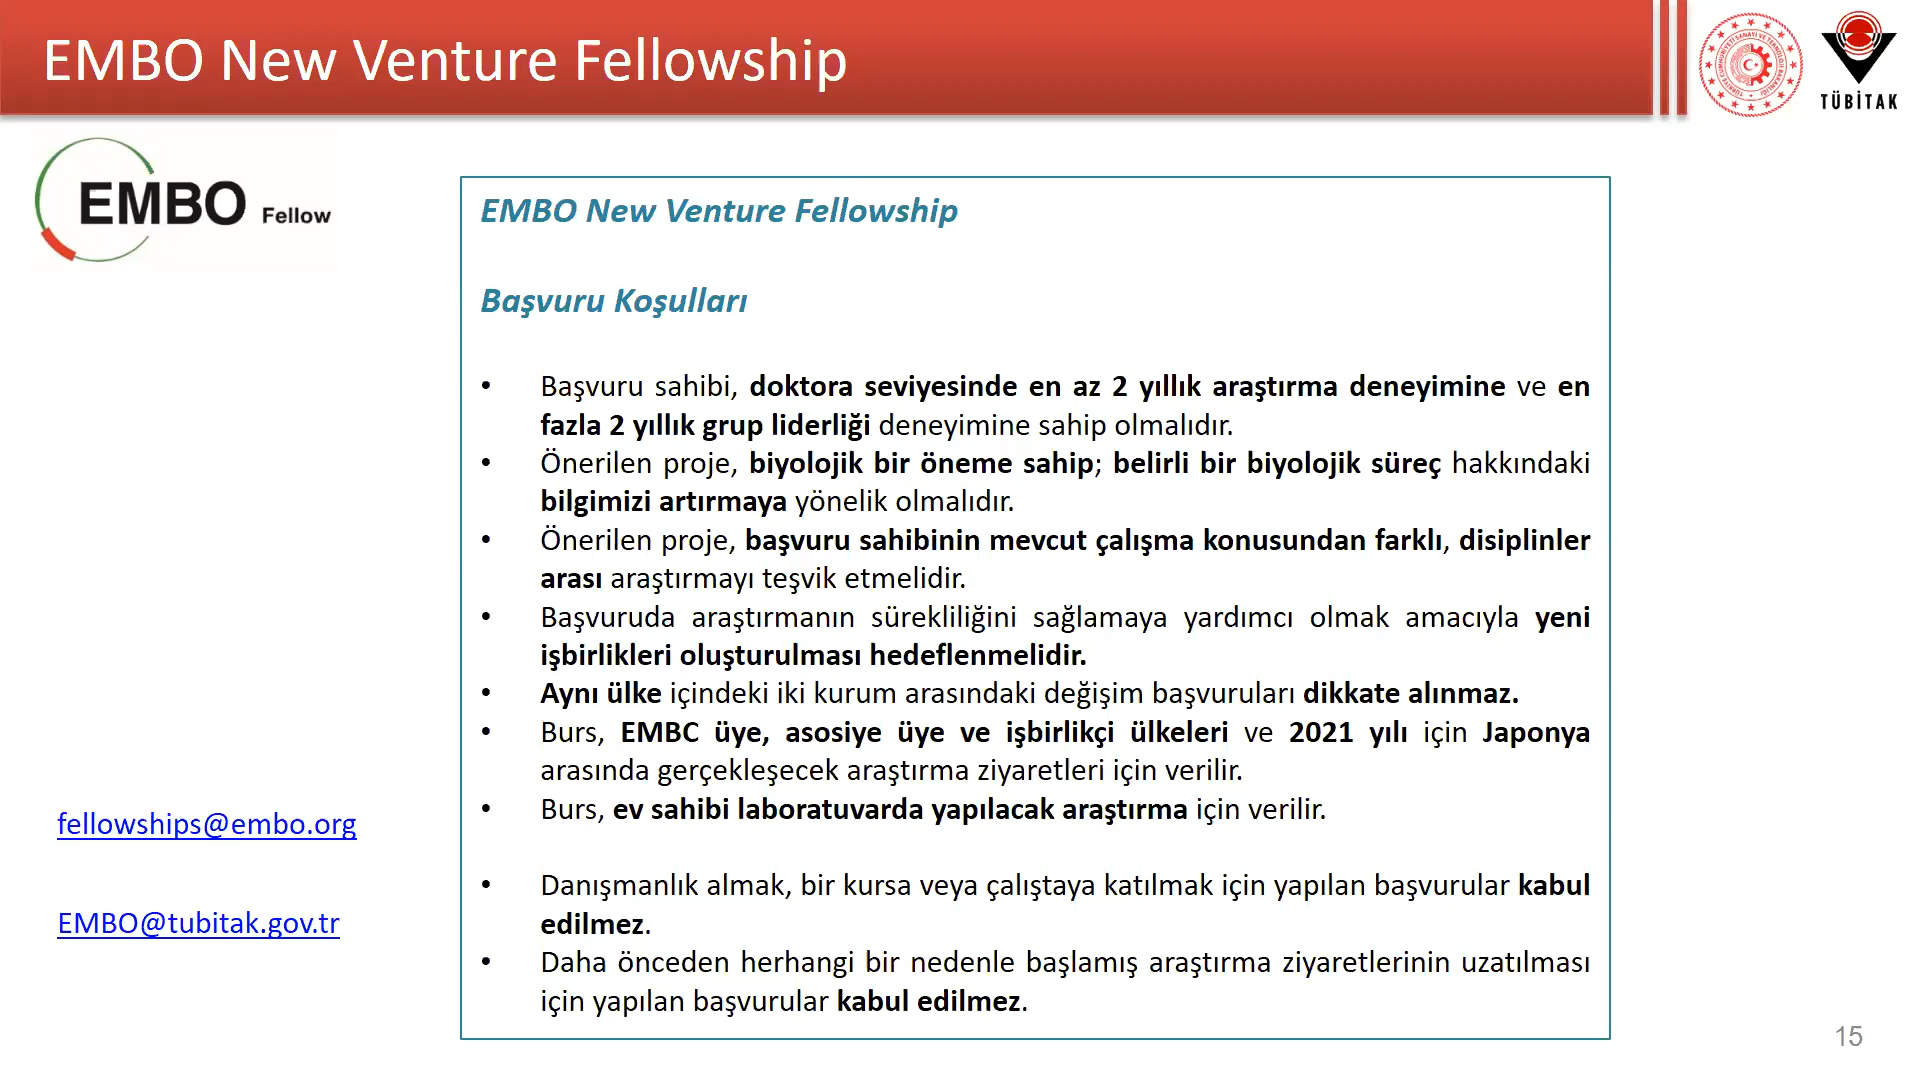 EMBO New Venture Fellowship
TÜBİTAK
EMBO Fellow
EMBO New Venture Fellowship
Başvuru Koşulları
• Başvuru sahibi, doktora seviyesinde en az 2 yıllık araştırma deneyimine ve en
fazla 2 yıllık grup liderliği deneyimine sahip olmalıdır.
• Önerilen proje, biyolojik bir öneme sahip; belirli bir biyolojik süreç hakkındaki
bilgimizi artırmaya yönelik olmalıdır.
• Önerilen proje, başvuru sahibinin mevcut çalışma konusundan farklı, disiplinler
arası araştırmayı teşvik etmelidir.
• Başvuruda araştırmanın sürekliliğini sağlamaya yardımcı olmak amacıyla yeni
işbirlikleri oluşturulması hedeflenmelidir.
• Aynı ülke içindeki iki kurum arasındaki değişim başvuruları dikkate alınmaz.
• Burs, EMBC üye, asosiye üye ve işbirlikçi ülkeleri ve 2021 yılı için Japonya
arasında gerçekleşecek araştırma ziyaretleri için verilir.
• Burs, ev sahibi laboratuvarda yapılacak araştırma için verilir.
• Danışmanlık almak, bir kursa veya çalıştaya katılmak için yapılan başvurular kabul
edilmez.
• Daha önceden herhangi bir nedenle başlamış araştırma ziyaretlerinin uzatılması
için yapılan başvurular kabul edilmez.
fellowships@embo.org
EMBO@tubitak.gov.tr
15